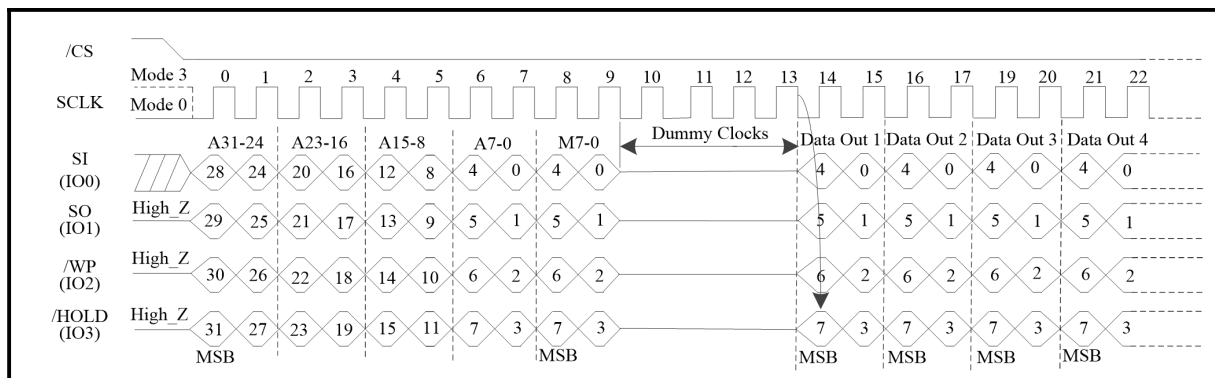 /CS
Mode 3 0 1 2 3 4 5 6 7 8 9 10 11 12 13 14 15 16 17 19 20 21 22
SCLK Mode 0
A31-24 A23-16 A15-8 A7-0 M7-0 Dummy Clocks Data Out 1 Data Out 2 Data Out 3 Data Out 4
SI
(IO0) 28 24 20 16 12 8 4 0 4 0 4 0 4 0 4 0 4 0
SO
(IO1) High_Z 29 25 21 17 13 9 5 1 5 1 5 1 5 1 5 1 5 1
/WP
(IO2) High_Z 30 26 22 18 14 10 6 2 6 2 6 2 6 2 6 2 6 2
/HOLD
(IO3) High_Z 31 27 23 19 15 11 7 3 7 3 7 3 7 3 7 3 7 3
MSB MSB MSB MSB MSB MSB